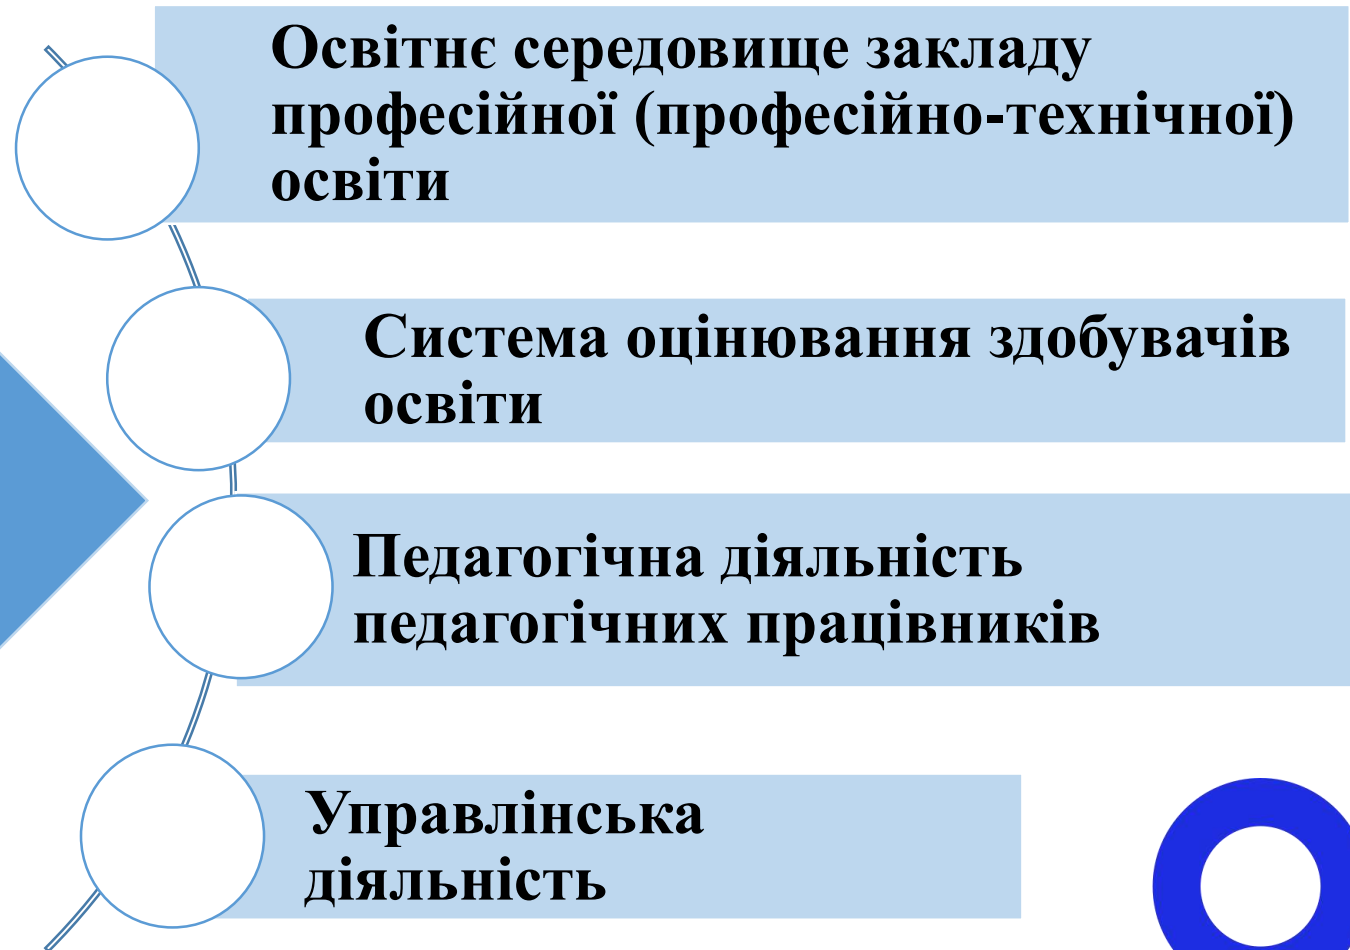 Освітнє середовище закладу
професійної (професійно-технічної)
освіти
Система оцінювання здобувачів
освіти
Педагогічна діяльність
педагогічних працівників
Управлінська
діяльність